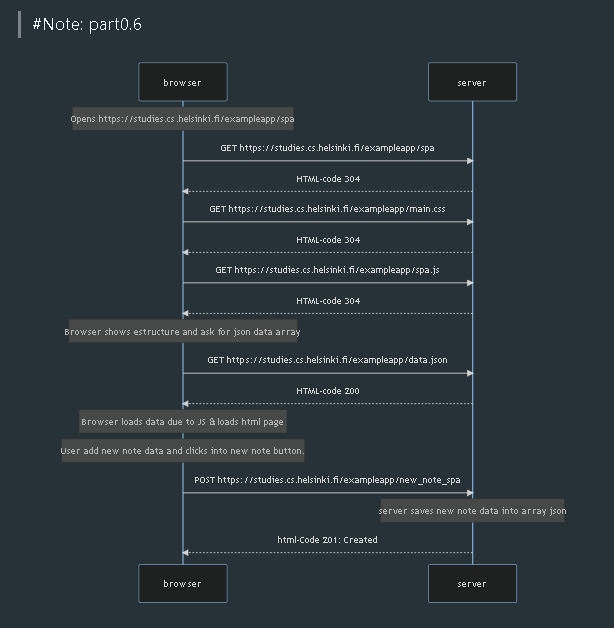 #Note: part0.6
browser
server
Opens https://studies.cs.helsinki.fi/exampleapp/spa
GET https://studies.cs.helsinki.fi/exampleapp/spa
HTML-code 304
GET https://studies.cs.helsinki.fi/exampleapp/main.css
HTML-code 304
GET https://studies.cs.helsinki.fi/exampleapp/spa.js
HTML-code 304
Browser shows estructure and ask for json data array
GET https://studies.cs.helsinki.fi/exampleapp/data.json
HTML-code 200
Browser loads data due to JS & loads html page
User add new note data and clicks into new note button.
POST https://studies.cs.helsinki.fi/exampleapp/new_note_spa
server saves new note data into array json
html-Code 201: Created
browser
server